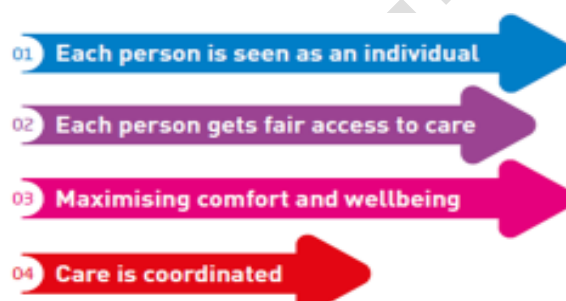 01 Each person is seen as an individual
02 Each person gets fair access to care
03 Maximising comfort and wellbeing
04 Care is coordinated